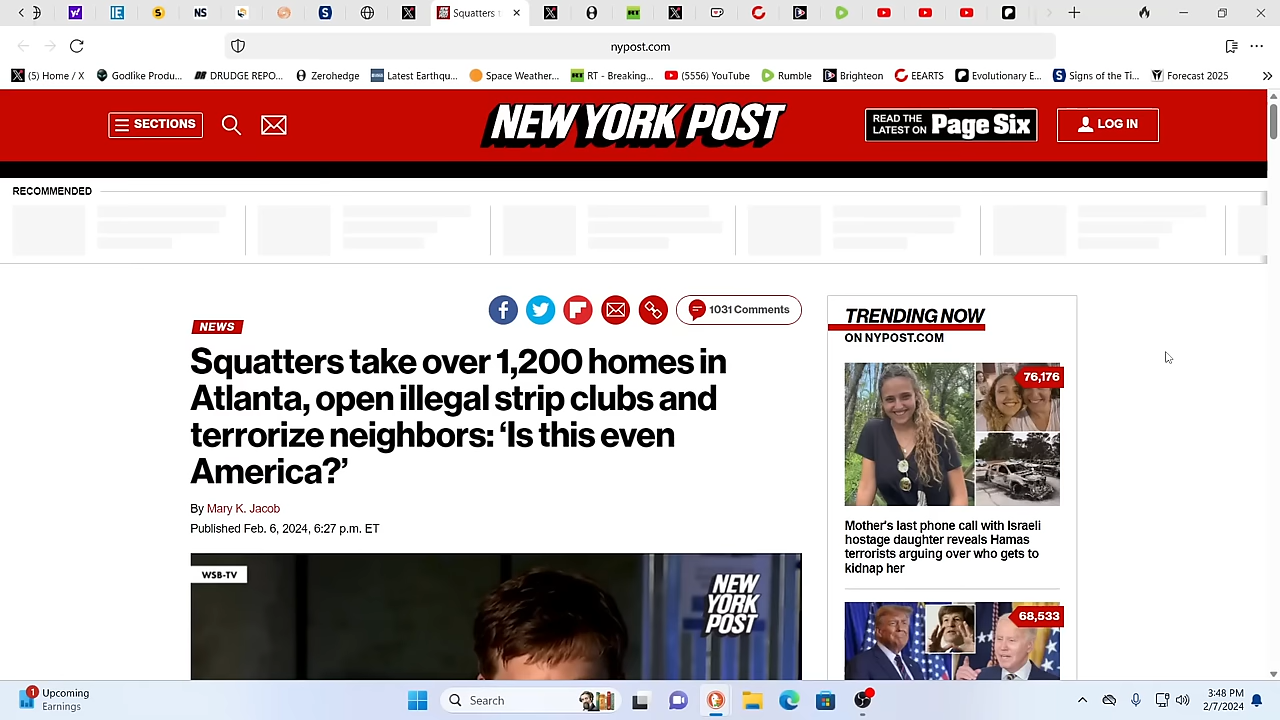 Squatters t
nypost.com
(5) Home / X
Godlike Produ...
DRUDGE REPO...
Zerohedge
Latest Earthqu...
Space Weather...
RT - Breaking...
(5556) YouTube
Rumble
Brighteon
EEARTS
Evolutionary E...
Signs of the Ti...
Forecast 2025
SECTIONS
NEW YORK POST
READ THE
LATEST ON Page Six
LOG IN
RECOMMENDED
1031 Comments
NEWS
Squatters take over 1,200 homes in
Atlanta, open illegal strip clubs and
terrorize neighbors: ‘Is this even
America?’
By Mary K. Jacob
Published Feb. 6, 2024, 6:27 p.m. ET
WSB-TV
NEW
YORK
POST
TRENDING NOW
ON NYPOST.COM
76,176
Mother's last phone call with Israeli
hostage daughter reveals Hamas
terrorists arguing over who gets to
kidnap her
68,533
1
Upcoming
Earnings
Search
3:48 PM
2/7/2024